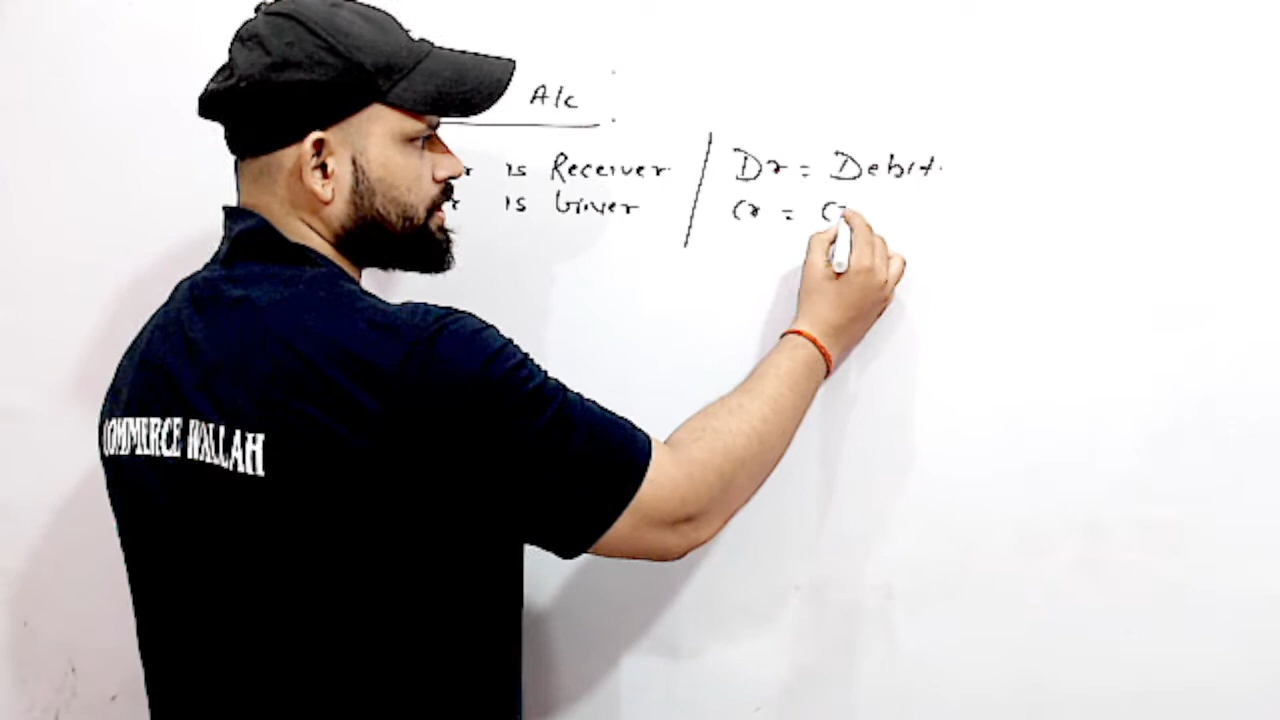 A/c
is Receiver / Dr = Debit.
is Giver Cr = C
COMMERCE WALLAH